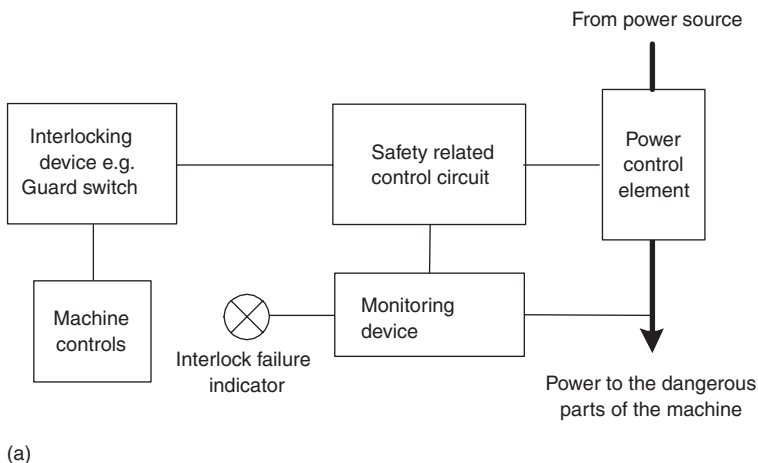 From power source
Interlocking
device e.g.
Guard switch
Safety related
control circuit
Power
control
element
Machine
controls
Interlock failure
indicator
Monitoring
device
Power to the dangerous
parts of the machine
(a)